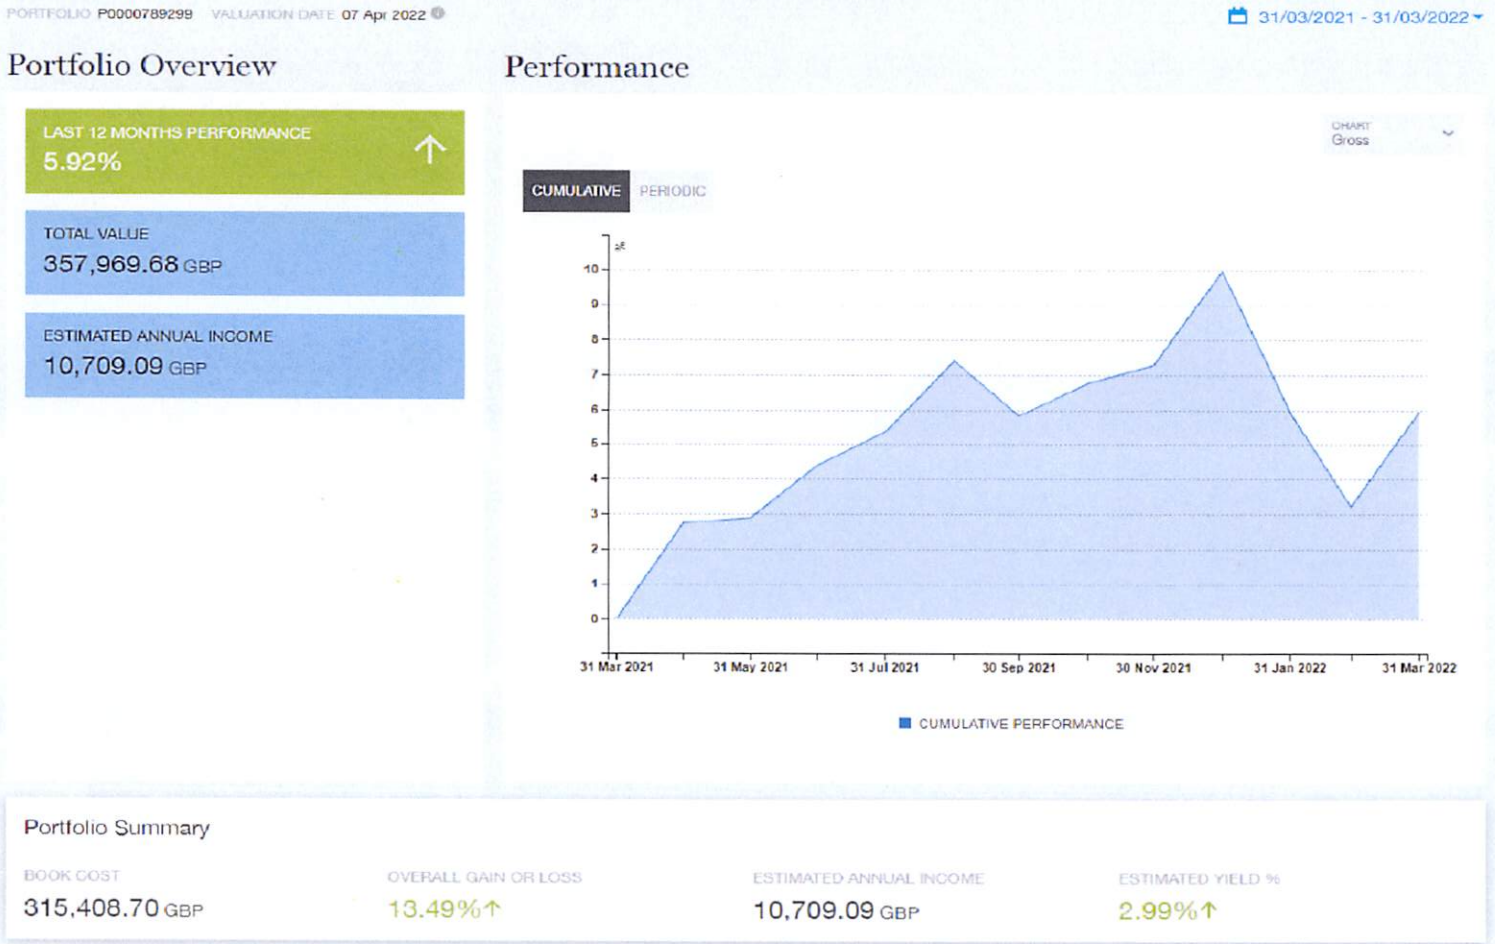 PORTFOLIO P0000789299 VALUATION DATE 07 Apr 2022
31/03/2021 - 31/03/2022
Portfolio Overview
LAST 12 MONTHS PERFORMANCE
5.92%
TOTAL VALUE
357,969.68 GBP
ESTIMATED ANNUAL INCOME
10,709.09 GBP
Performance
CHART
Gross
CUMULATIVE PERIODIC
%
10
9
8
7
6
5
4
3
2
1
0
31 Mar 2021 31 May 2021 31 Jul 2021 30 Sep 2021 30 Nov 2021 31 Jan 2022 31 Mar 2022
CUMULATIVE PERFORMANCE
Portfolio Summary
BOOK COST
315,408.70 GBP
OVERALL GAIN OR LOSS
13.49%↑
ESTIMATED ANNUAL INCOME
10,709.09 GBP
ESTIMATED YIELD %
2.99%↑